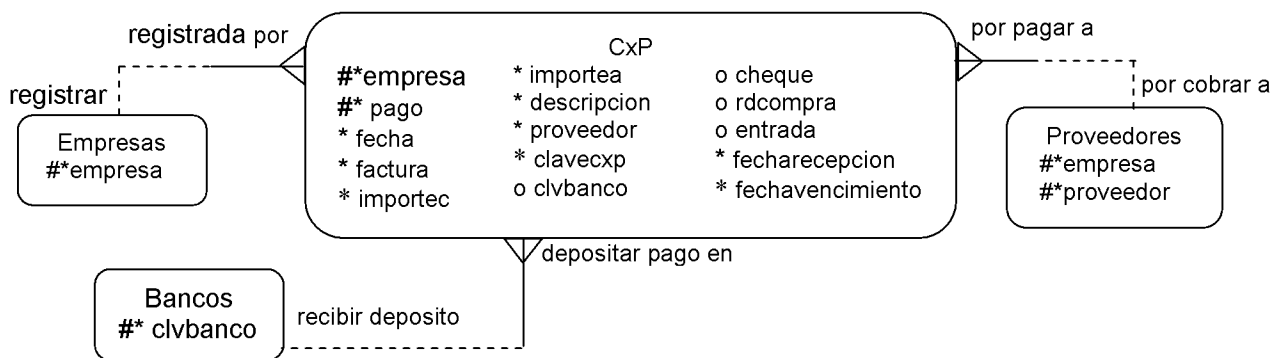 registrada por
registrar
Empresas
#*empresa
CxP
#*empresa
#* pago
* fecha
* factura
* importec
* importea
* descripcion
* proveedor
* clavecxp
o clvbanco
o cheque
o rdcompra
o entrada
* fecharecepcion
* fechavencimiento
por pagar a
por cobrar a
Proveedores
#*empresa
#*proveedor
depositar pago en
Bancos
#* clvbanco
recibir deposito